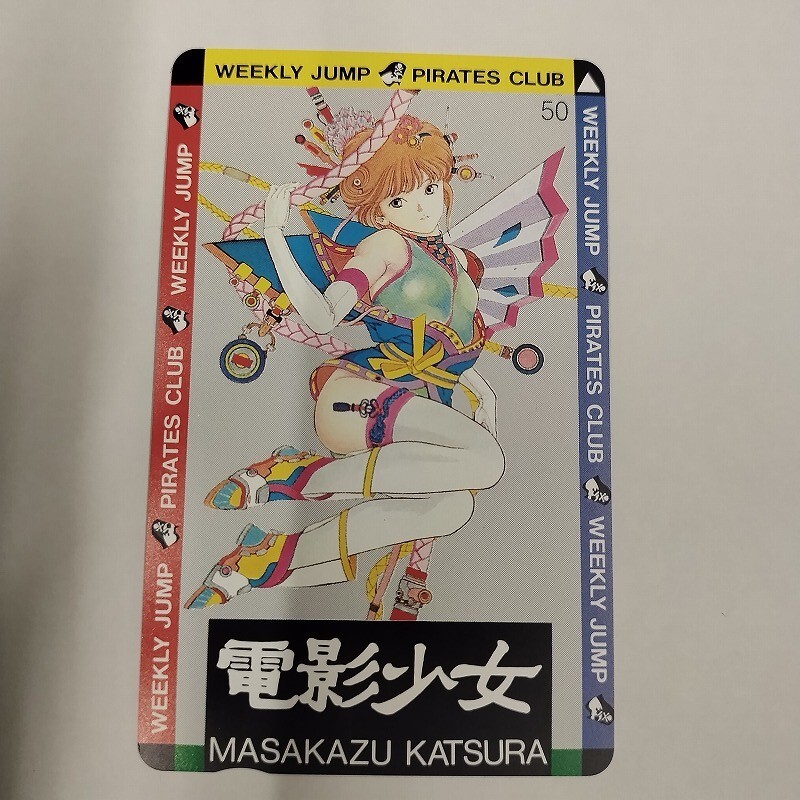 WEEKLY JUMP PIRATES CLUB
50
WEEKLY JUMP PIRATES CLUB WEEKLY JUMP
WEEKLY JUMP PIRATES CLUB WEEKLY JUMP
電影少女
MASAKAZU KATSURA